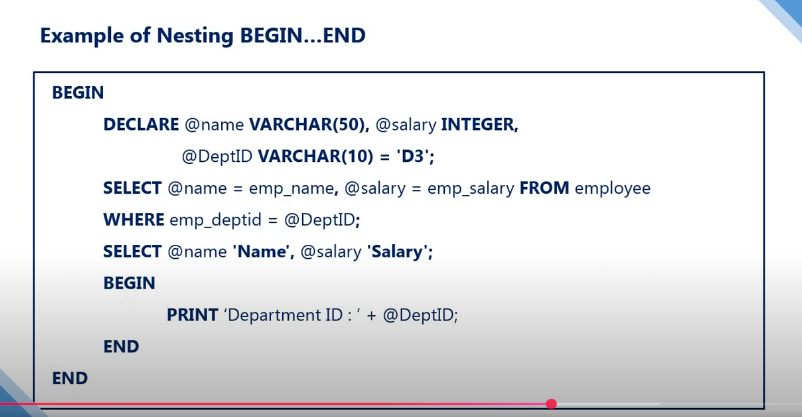 Example of Nesting BEGIN...END
BEGIN
DECLARE @name VARCHAR(50), @salary INTEGER,
@DeptID VARCHAR(10) = 'D3';
SELECT @name = emp_name, @salary = emp_salary FROM employee
WHERE emp_deptid = @DeptID;
SELECT @name 'Name', @salary 'Salary';
BEGIN
PRINT ‘Department ID : ’ + @DeptID;
END
END